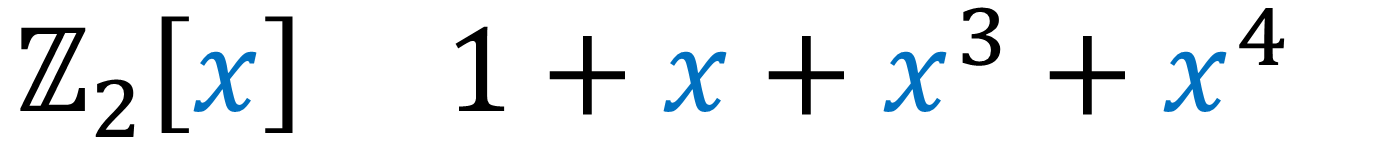 ℤ₂[x] 1 + x + x³ + x⁴